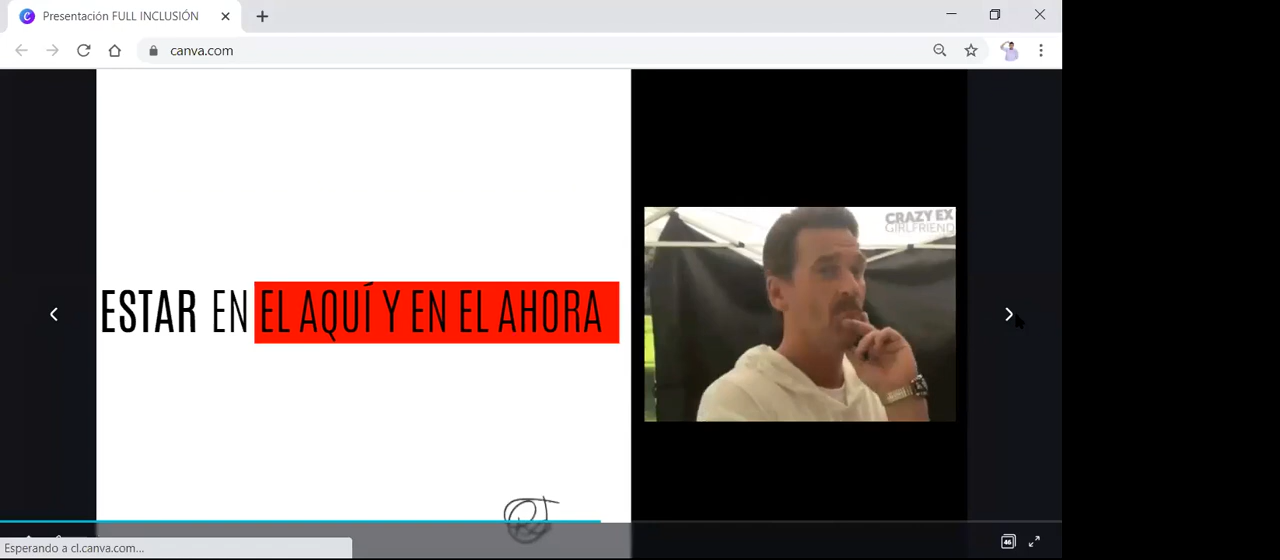 Presentación FULL INCLUSIÓN
canva.com
ESTAR EN EL AQUÍ Y EN EL AHORA
CRAZY EX
GIRLFRIEND
46
Esperando a cl.canva.com...